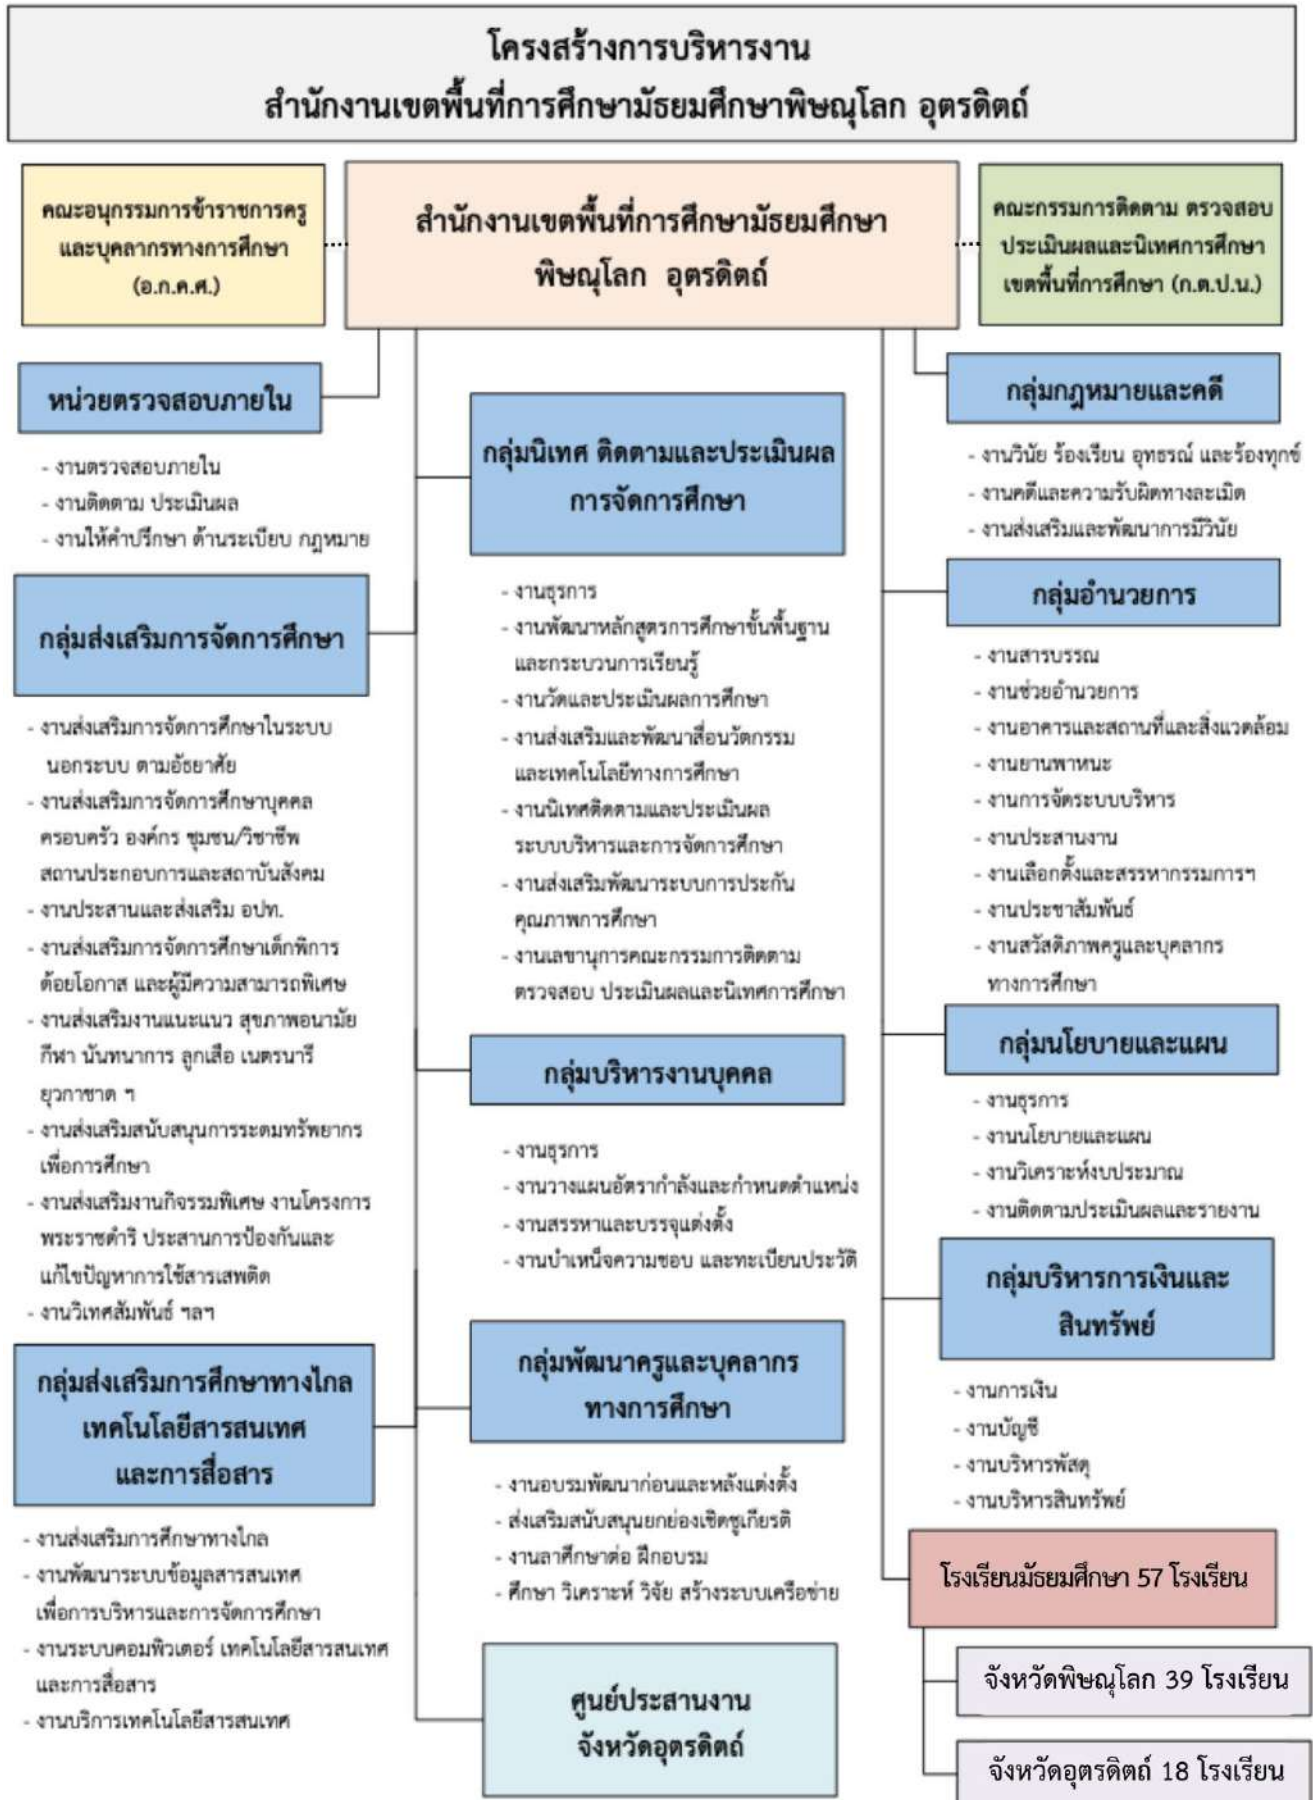 โครงสร้างการบริหารงาน
สำนักงานเขตพื้นที่การศึกษามัธยมศึกษาพิษณุโลก อุตรดิตถ์
คณะอนุกรรมการข้าราชการครู
และบุคลากรทางการศึกษา
(อ.ก.ค.ศ.)
สำนักงานเขตพื้นที่การศึกษามัธยมศึกษา
พิษณุโลก อุตรดิตถ์
คณะกรรมการติดตาม ตรวจสอบ
ประเมินผลและนิเทศการศึกษา
เขตพื้นที่การศึกษา (ก.ต.ป.น.)
หน่วยตรวจสอบภายใน
- งานตรวจสอบภายใน
- งานติดตาม ประเมินผล
- งานให้คำปรึกษา ด้านระเบียบ กฎหมาย
กลุ่มส่งเสริมการจัดการศึกษา
- งานส่งเสริมการจัดการศึกษาในระบบ
นอกระบบ ตามอัธยาศัย
- งานส่งเสริมการจัดการศึกษาบุคคล
ครอบครัว องค์กร ชุมชน/วิชาชีพ
สถานประกอบการและสถาบันสังคม
- งานประสานและส่งเสริม อปท.
- งานส่งเสริมการจัดการศึกษาเด็กพิการ
ด้อยโอกาส และผู้มีความสามารถพิเศษ
- งานส่งเสริมงานแนะแนว สุขภาพอนามัย
กีฬา นันทนาการ ลูกเสือ เนตรนารี
ยุวกาชาด ฯ
- งานส่งเสริมสนับสนุนการระดมทรัพยากร
เพื่อการศึกษา
- งานส่งเสริมงานกิจกรรมพิเศษ งานโครงการ
พระราชดำริ ประสานการป้องกันและ
แก้ไขปัญหาการใช้สารเสพติด
- งานวิเทศสัมพันธ์ ฯลฯ
กลุ่มส่งเสริมการศึกษาทางไกล
เทคโนโลยีสารสนเทศ
และการสื่อสาร
- งานส่งเสริมการศึกษาทางไกล
- งานพัฒนาระบบข้อมูลสารสนเทศ
เพื่อการบริหารและการจัดการศึกษา
- งานระบบคอมพิวเตอร์ เทคโนโลยีสารสนเทศ
และการสื่อสาร
- งานบริการเทคโนโลยีสารสนเทศ
กลุ่มนิเทศ ติดตามและประเมินผล
การจัดการศึกษา
- งานธุรการ
- งานพัฒนาหลักสูตรการศึกษาขั้นพื้นฐาน
และกระบวนการเรียนรู้
- งานวัดและประเมินผลการศึกษา
- งานส่งเสริมและพัฒนาสื่อนวัตกรรม
และเทคโนโลยีทางการศึกษา
- งานนิเทศติดตามและประเมินผล
ระบบบริหารและการจัดการศึกษา
- งานส่งเสริมพัฒนาระบบการประกัน
คุณภาพการศึกษา
- งานเลขานุการคณะกรรมการติดตาม
ตรวจสอบ ประเมินผลและนิเทศการศึกษา
กลุ่มบริหารงานบุคคล
- งานธุรการ
- งานวางแผนอัตรากำลังและกำหนดตำแหน่ง
- งานสรรหาและบรรจุแต่งตั้ง
- งานบำเหน็จความชอบ และทะเบียนประวัติ
กลุ่มพัฒนาครูและบุคลากร
ทางการศึกษา
- งานอบรมพัฒนาก่อนและหลังแต่งตั้ง
- ส่งเสริมสนับสนุนยกย่องเชิดชูเกียรติ
- งานลาศึกษาต่อ ฝึกอบรม
- ศึกษา วิเคราะห์ วิจัย สร้างระบบเครือข่าย
ศูนย์ประสานงาน
จังหวัดอุตรดิตถ์
กลุ่มกฎหมายและคดี
- งานวินัย ร้องเรียน อุทธรณ์ และร้องทุกข์
- งานคดีและความรับผิดทางละเมิด
- งานส่งเสริมและพัฒนาการมีวินัย
กลุ่มอำนวยการ
- งานสารบรรณ
- งานช่วยอำนวยการ
- งานอาคารและสถานที่และสิ่งแวดล้อม
- งานยานพาหนะ
- งานการจัดระบบบริหาร
- งานประสานงาน
- งานเลือกตั้งและสรรหากรรมการฯ
- งานประชาสัมพันธ์
- งานสวัสดิภาพครูและบุคลากร
ทางการศึกษา
กลุ่มนโยบายและแผน
- งานธุรการ
- งานนโยบายและแผน
- งานวิเคราะห์งบประมาณ
- งานติดตามประเมินผลและรายงาน
กลุ่มบริหารการเงินและ
สินทรัพย์
- งานการเงิน
- งานบัญชี
- งานบริหารพัสดุ
- งานบริหารสินทรัพย์
โรงเรียนมัธยมศึกษา 57 โรงเรียน
จังหวัดพิษณุโลก 39 โรงเรียน
จังหวัดอุตรดิตถ์ 18 โรงเรียน